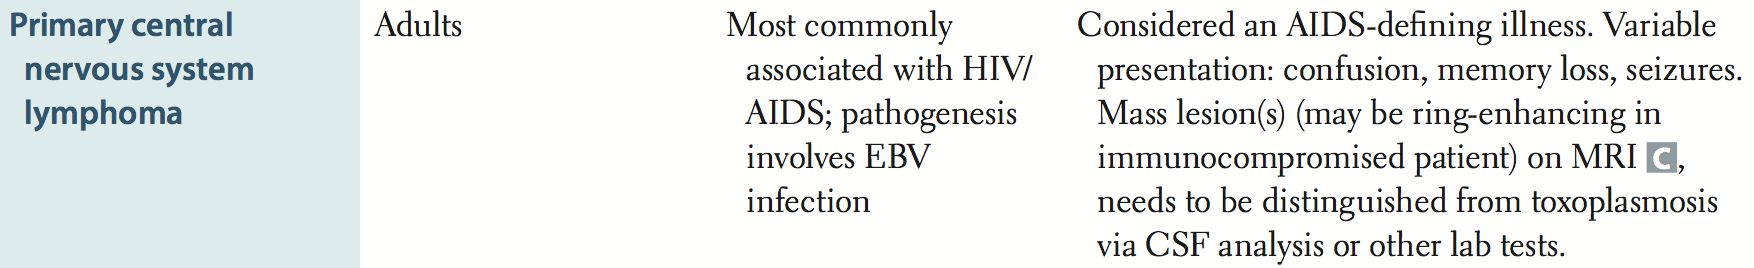 Primary central
nervous system
lymphoma
Adults
Most commonly
associated with HIV/
AIDS; pathogenesis
involves EBV
infection
Considered an AIDS-defining illness. Variable
presentation: confusion, memory loss, seizures.
Mass lesion(s) (may be ring-enhancing in
immunocompromised patient) on MRI C,
needs to be distinguished from toxoplasmosis
via CSF analysis or other lab tests.